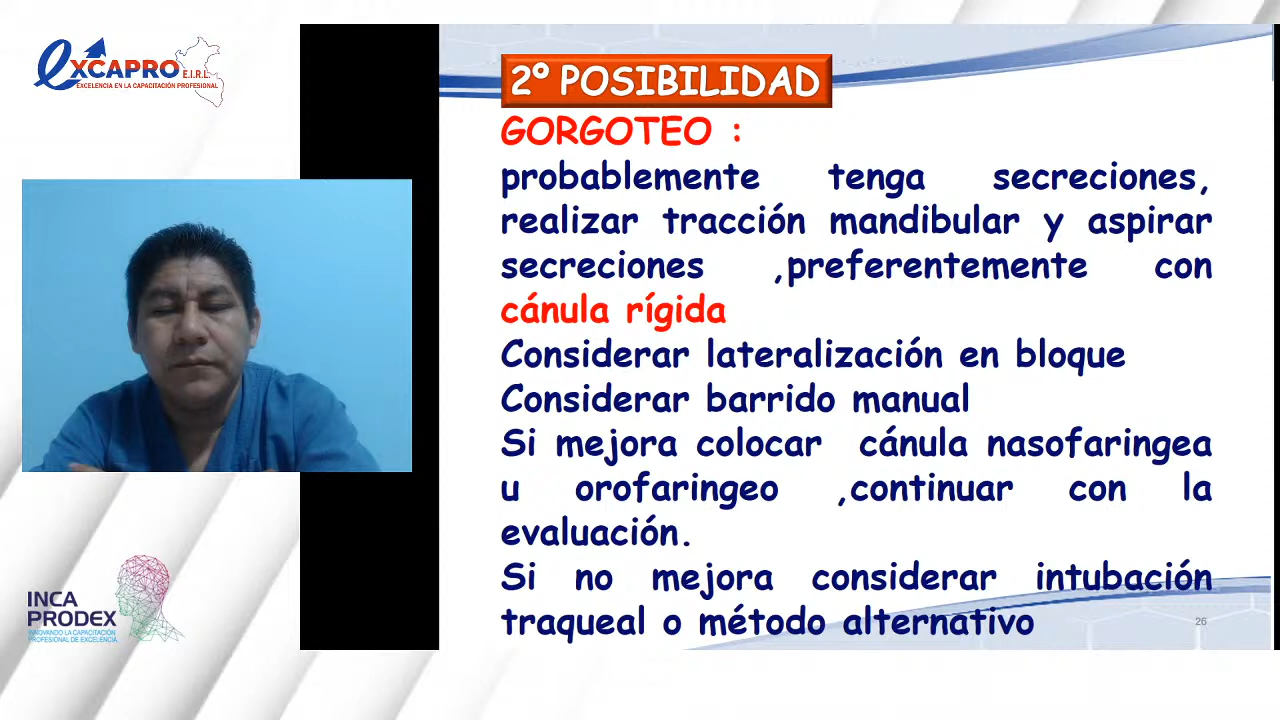 eXCAPRO E.I.R.L.
EXCELENCIA EN LA CAPACITACIÓN PROFESIONAL
2º POSIBILIDAD
GORGOTEO :
probablemente tenga secreciones,
realizar tracción mandibular y aspirar
secreciones ,preferentemente con
cánula rígida
Considerar lateralización en bloque
Considerar barrido manual
Si mejora colocar cánula nasofaringea
u orofaringeo ,continuar con la
evaluación.
Si no mejora considerar intubación
traqueal o método alternativo
26
INCA
PRODEX
INNOVANDO LA CAPACITACIÓN
PROFESIONAL DE EXCELENCIA